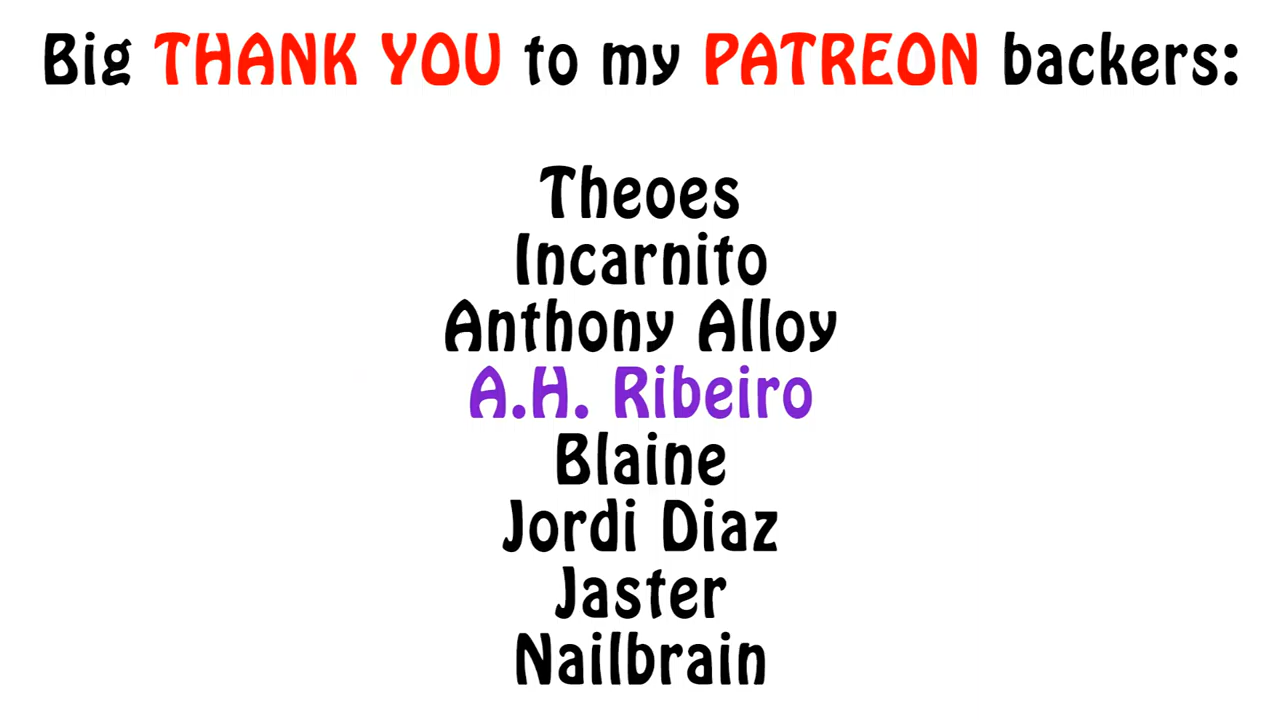 Big THANK YOU to my PATREON backers:
Theoes
Incarnito
Anthony Alloy
A.H. Ribeiro
Blaine
Jordi Diaz
Jaster
Nailbrain